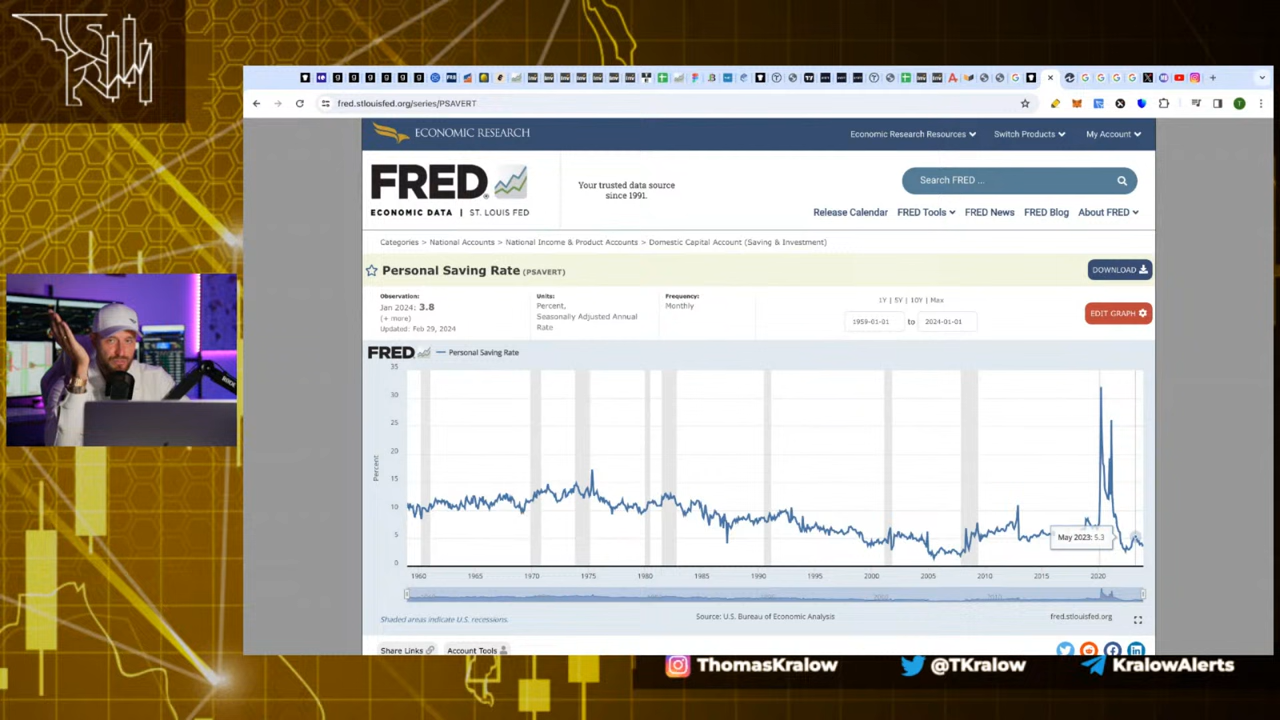 fred.stlouisfed.org/series/PSAVERT
ECONOMIC RESEARCH
Economic Research Resources
Switch Products
My Account
FRED
ECONOMIC DATA | ST. LOUIS FED
Your trusted data source
since 1991.
Search FRED ...
Release Calendar
FRED Tools
FRED News
FRED Blog
About FRED
Categories > National Accounts > National Income & Product Accounts > Domestic Capital Account (Saving & Investment)
Personal Saving Rate (PSAVERT)
DOWNLOAD
Observation:
Jan 2024: 3.8
(+ more)
Updated: Feb 29, 2024
Units:
Percent,
Seasonally Adjusted Annual
Rate
Frequency:
Monthly
1Y | 5Y | 10Y | Max
1959-01-01 to 2024-01-01
EDIT GRAPH
FRED
Personal Saving Rate
35
30
25
20
15
10
5
0
Percent
May 2023: 5.3
1960 1965 1970 1975 1980 1985 1990 1995 2000 2005 2010 2015 2020
Shaded areas indicate U.S. recessions.
Source: U.S. Bureau of Economic Analysis
fred.stlouisfed.org
Share Links
Account Tools
ThomasKralow
@TKralow
KralowAlerts